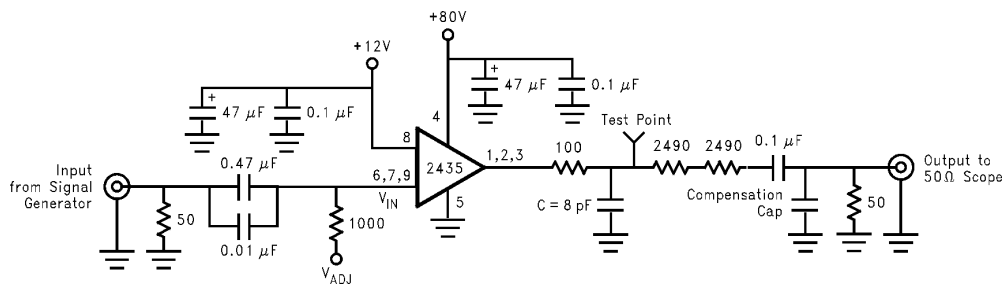 +80V
+12V
+
47 μF
0.1 μF
+
47 μF
0.1 μF
4
8
2435
1,2,3
5
6,7,9
V_IN
Input
from Signal
Generator
50
0.47 μF
0.01 μF
1000
V_ADJ
100
Test Point
C = 8 pF
2490
2490
0.1 μF
Compensation
Cap
50
Output to
50Ω Scope